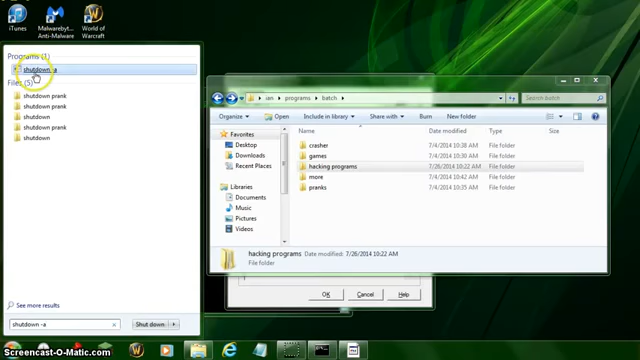 iTunes
Malwarebyt... Anti-Malware
World of Warcraft
Programs (1)
shutdown -a
Files (5)
shutdown prank
shutdown prank
shutdown
shutdown prank
shutdown
See more results
shutdown -a
Shut down
ian
programs
batch
Search batch
Organize
Open
Include in library
Share with
Burn
New folder
Favorites
Desktop
Downloads
Recent Places
Libraries
Documents
Music
Pictures
Videos
Name
Date modified
Type
crasher 7/4/2014 10:38 AM File folder
games 7/4/2014 10:30 AM File folder
hacking programs 7/26/2014 10:22 AM File folder
more 7/4/2014 10:42 AM File folder
pranks 7/4/2014 10:35 AM File folder
hacking programs Date modified: 7/26/2014 10:22 AM
File folder
OK
Cancel
Help
Screencast-O-Matic.com